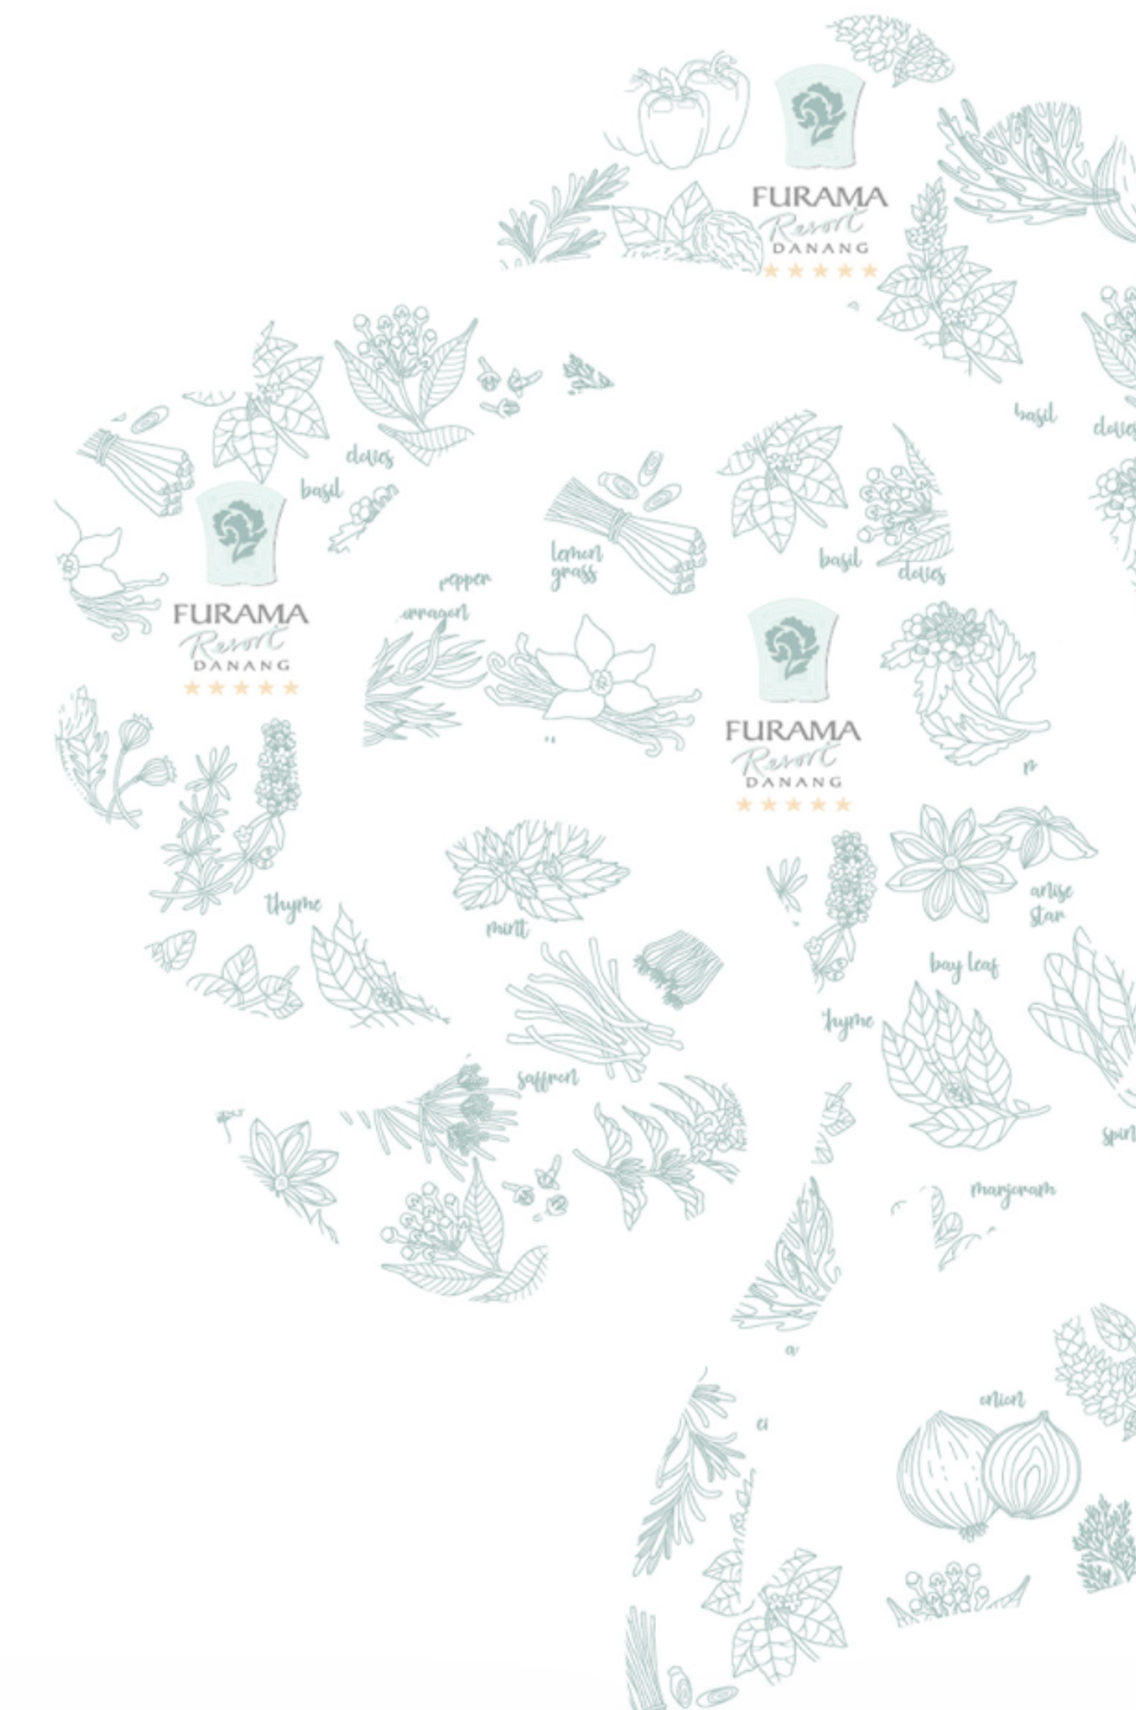 FURAMA
Resort
DANANG
basil
cloves
cloves
basil
FURAMA
Resort
DANANG
pepper
lemon
grass
basil
cloves
FURAMA
Resort
DANANG
thyme
mint
anise
star
bay leaf
thyme
saffron
marjoram
onion